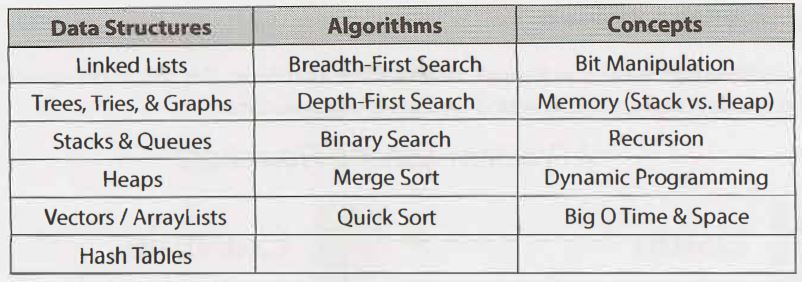 Data Structures Algorithms Concepts
Linked Lists Breadth-First Search Bit Manipulation
Trees, Tries, & Graphs Depth-First Search Memory (Stack vs. Heap)
Stacks & Queues Binary Search Recursion
Heaps Merge Sort Dynamic Programming
Vectors / ArrayLists Quick Sort Big O Time & Space
Hash Tables